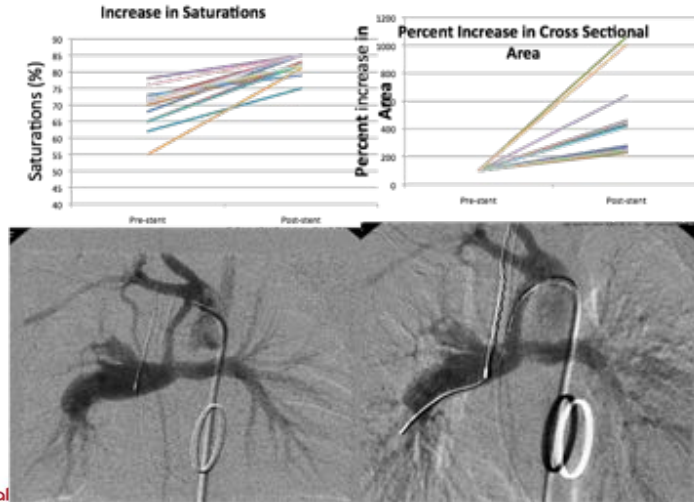 Increase in Saturations
Saturations (%)
90
85
80
75
70
65
60
55
50
45
40
Pre-stent
Post-stent
Percent Increase in Cross Sectional
Area
Percent increase in
Area
1200
1000
800
600
400
200
0
Pre-stent
Post-stent